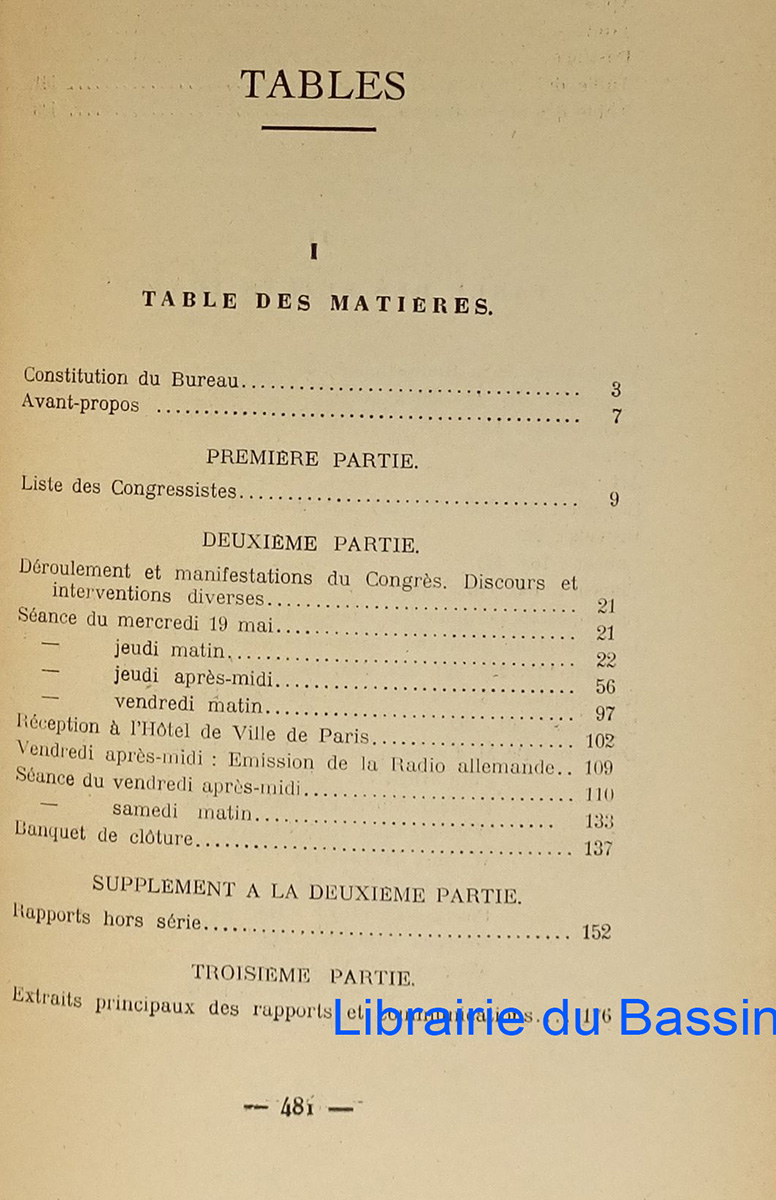 TABLES
I
TABLE DES MATIÈRES.
Constitution du Bureau................................... 3
Avant-propos ............................................ 7
PREMIÈRE PARTIE.
Liste des Congressistes................................... 9
DEUXIÈME PARTIE.
Déroulement et manifestations du Congrès. Discours et
interventions diverses................................ 21
Séance du mercredi 19 mai............................... 21
— jeudi matin.................................... 22
— jeudi après-midi............................... 56
— vendredi matin................................ 97
Réception à l'Hôtel de Ville de Paris..................... 102
Vendredi après-midi : Emission de la Radio allemande.. 109
Séance du vendredi après-midi............................ 110
— samedi matin............................... 133
Banquet de clôture....................................... 137
SUPPLÉMENT A LA DEUXIÈME PARTIE.
Rapports hors série...................................... 152
TROISIÈME PARTIE.
Extraits principaux des rapports et communications.... 176
Librairie du Bassin
— 481 —